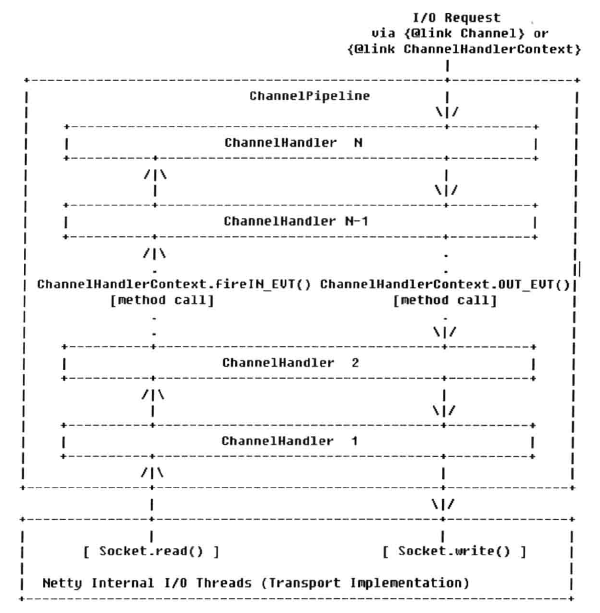 I/O Request
via {@link Channel} or
{@link ChannelHandlerContext}
ChannelPipeline
ChannelHandler N
ChannelHandler N-1
ChannelHandlerContext.fireIN_EVT() ChannelHandlerContext.OUT_EVT()
[method call] [method call]
ChannelHandler 2
ChannelHandler 1
[ Socket.read() ] [ Socket.write() ]
Netty Internal I/O Threads (Transport Implementation)